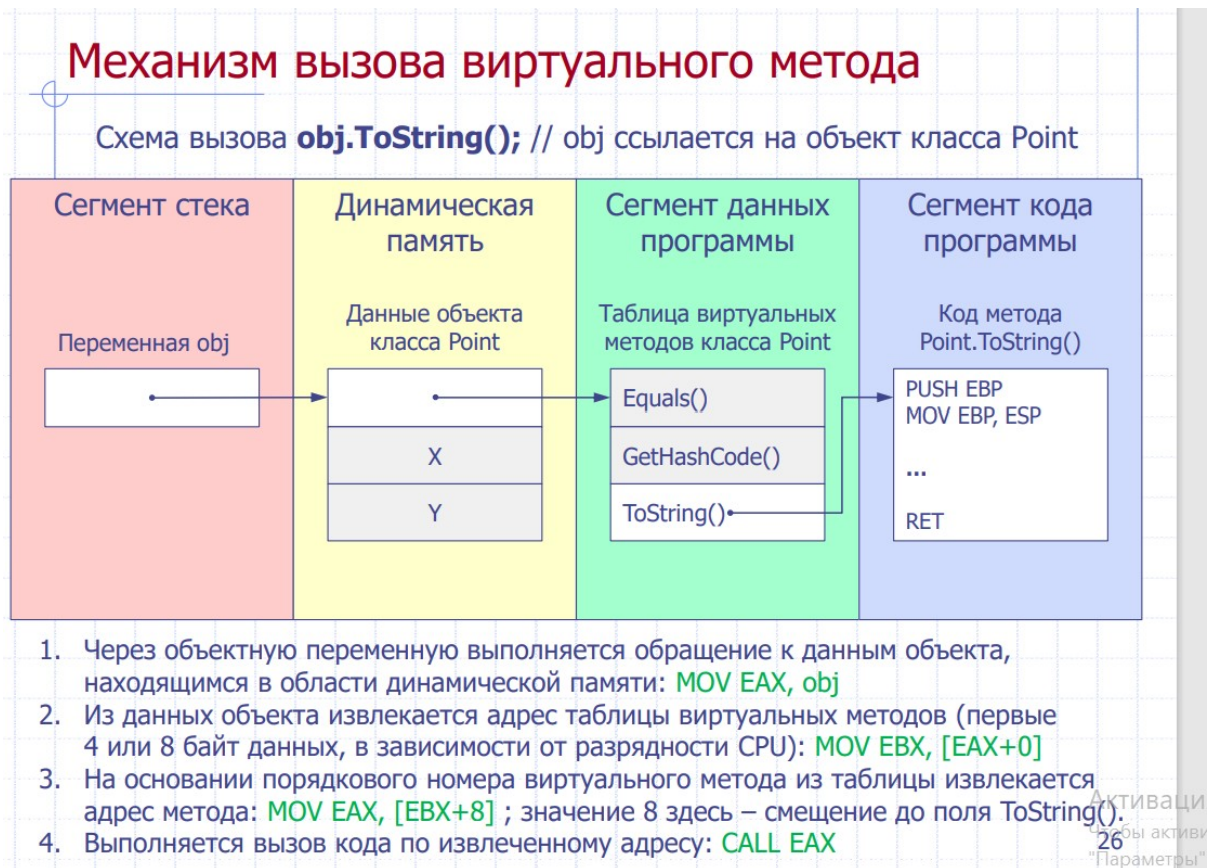 Механизм вызова виртуального метода
Схема вызова obj.ToString(); // obj ссылается на объект класса Point
Сегмент стека
Динамическая
память
Сегмент данных
программы
Сегмент кода
программы
Переменная obj
Данные объекта
класса Point
Таблица виртуальных
методов класса Point
Код метода
Point.ToString()
X
Y
Equals()
GetHashCode()
ToString()
PUSH EBP
MOV EBP, ESP
...
RET
1. Через объектную переменную выполняется обращение к данным объекта,
находящимся в области динамической памяти: MOV EAX, obj
2. Из данных объекта извлекается адрес таблицы виртуальных методов (первые
4 или 8 байт данных, в зависимости от разрядности CPU): MOV EBX, [EAX+0]
3. На основании порядкового номера виртуального метода из таблицы извлекается
адрес метода: MOV EAX, [EBX+8] ; значение 8 здесь – смещение до поля ToString().
4. Выполняется вызов кода по извлеченному адресу: CALL EAX
26
Активаци
Чтобы активи
"Параметры"